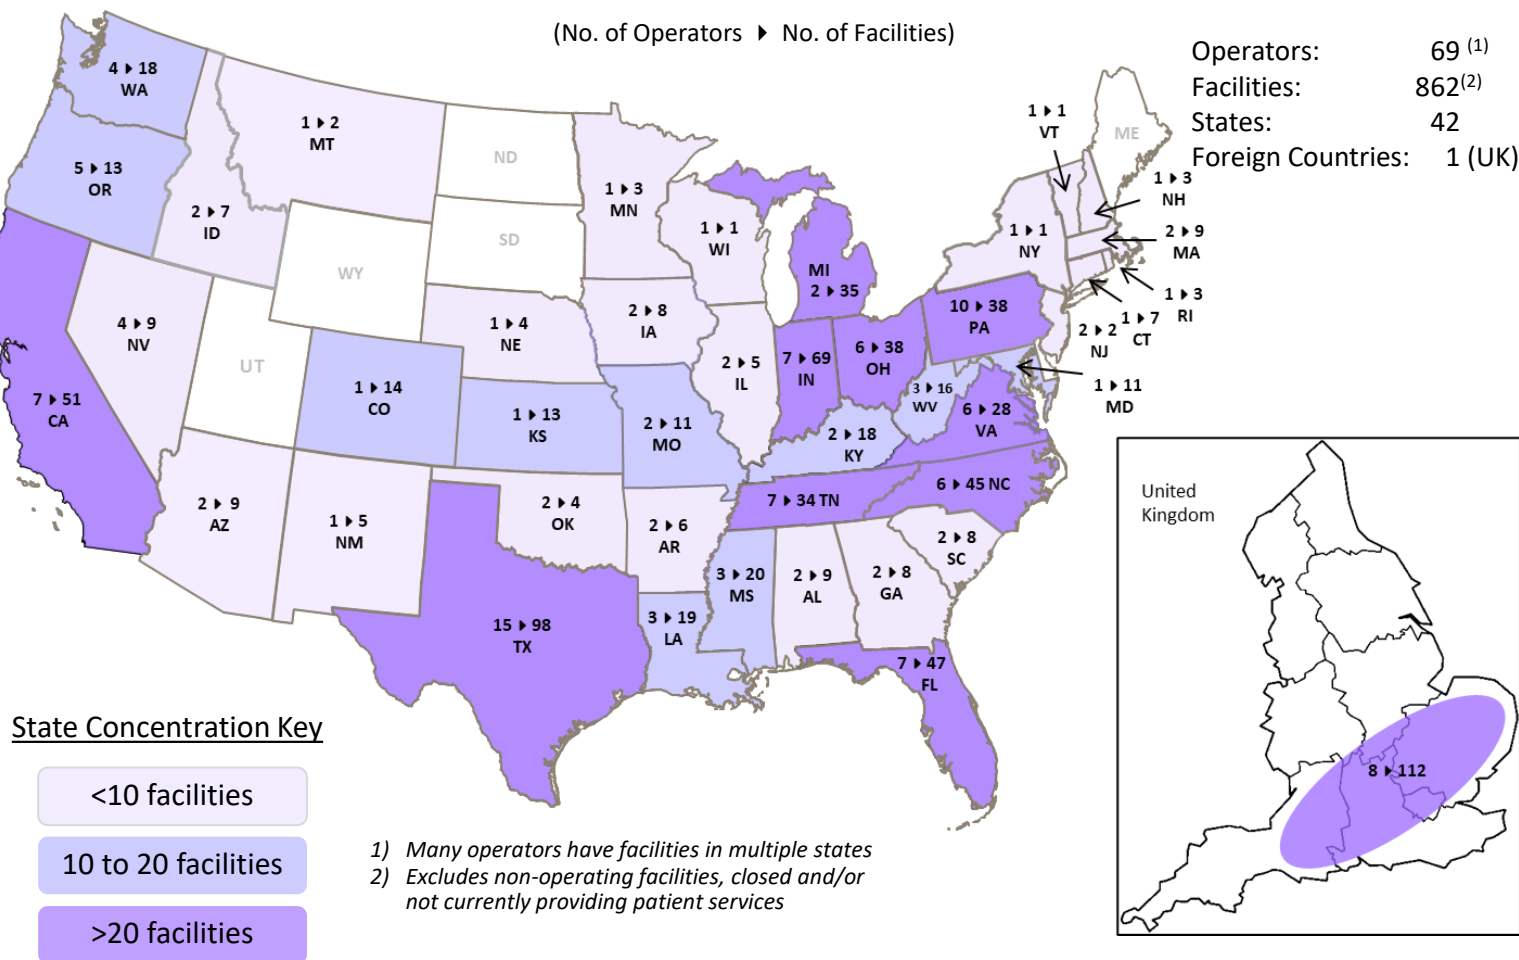 (No. of Operators ▶ No. of Facilities)
Operators: 69 (1)
Facilities: 862(2)
States: 42
Foreign Countries: 1 (UK)
4 ▶ 18
WA
5 ▶ 13
OR
1 ▶ 2
MT
2 ▶ 7
ID
ND
SD
WY
1 ▶ 3
MN
1 ▶ 1
WI
MI
2 ▶ 35
1 ▶ 1
NY
1 ▶ 1
VT
ME
1 ▶ 3
NH
2 ▶ 9
MA
1 ▶ 3
RI
1 ▶ 7
CT
2 ▶ 2
NJ
1 ▶ 11
MD
7 ▶ 51
CA
4 ▶ 9
NV
UT
1 ▶ 14
CO
1 ▶ 4
NE
1 ▶ 13
KS
2 ▶ 8
IA
2 ▶ 11
MO
2 ▶ 5
IL
7 ▶ 69
IN
6 ▶ 38
OH
10 ▶ 38
PA
3 ▶ 16
WV
6 ▶ 28
VA
2 ▶ 18
KY
7 ▶ 34 TN
6 ▶ 45 NC
2 ▶ 9
AZ
1 ▶ 5
NM
2 ▶ 4
OK
2 ▶ 6
AR
3 ▶ 20
MS
2 ▶ 9
AL
2 ▶ 8
GA
2 ▶ 8
SC
15 ▶ 98
TX
3 ▶ 19
LA
7 ▶ 47
FL
United
Kingdom
8 ▶ 112
State Concentration Key
<10 facilities
10 to 20 facilities
>20 facilities
1) Many operators have facilities in multiple states
2) Excludes non-operating facilities, closed and/or
not currently providing patient services